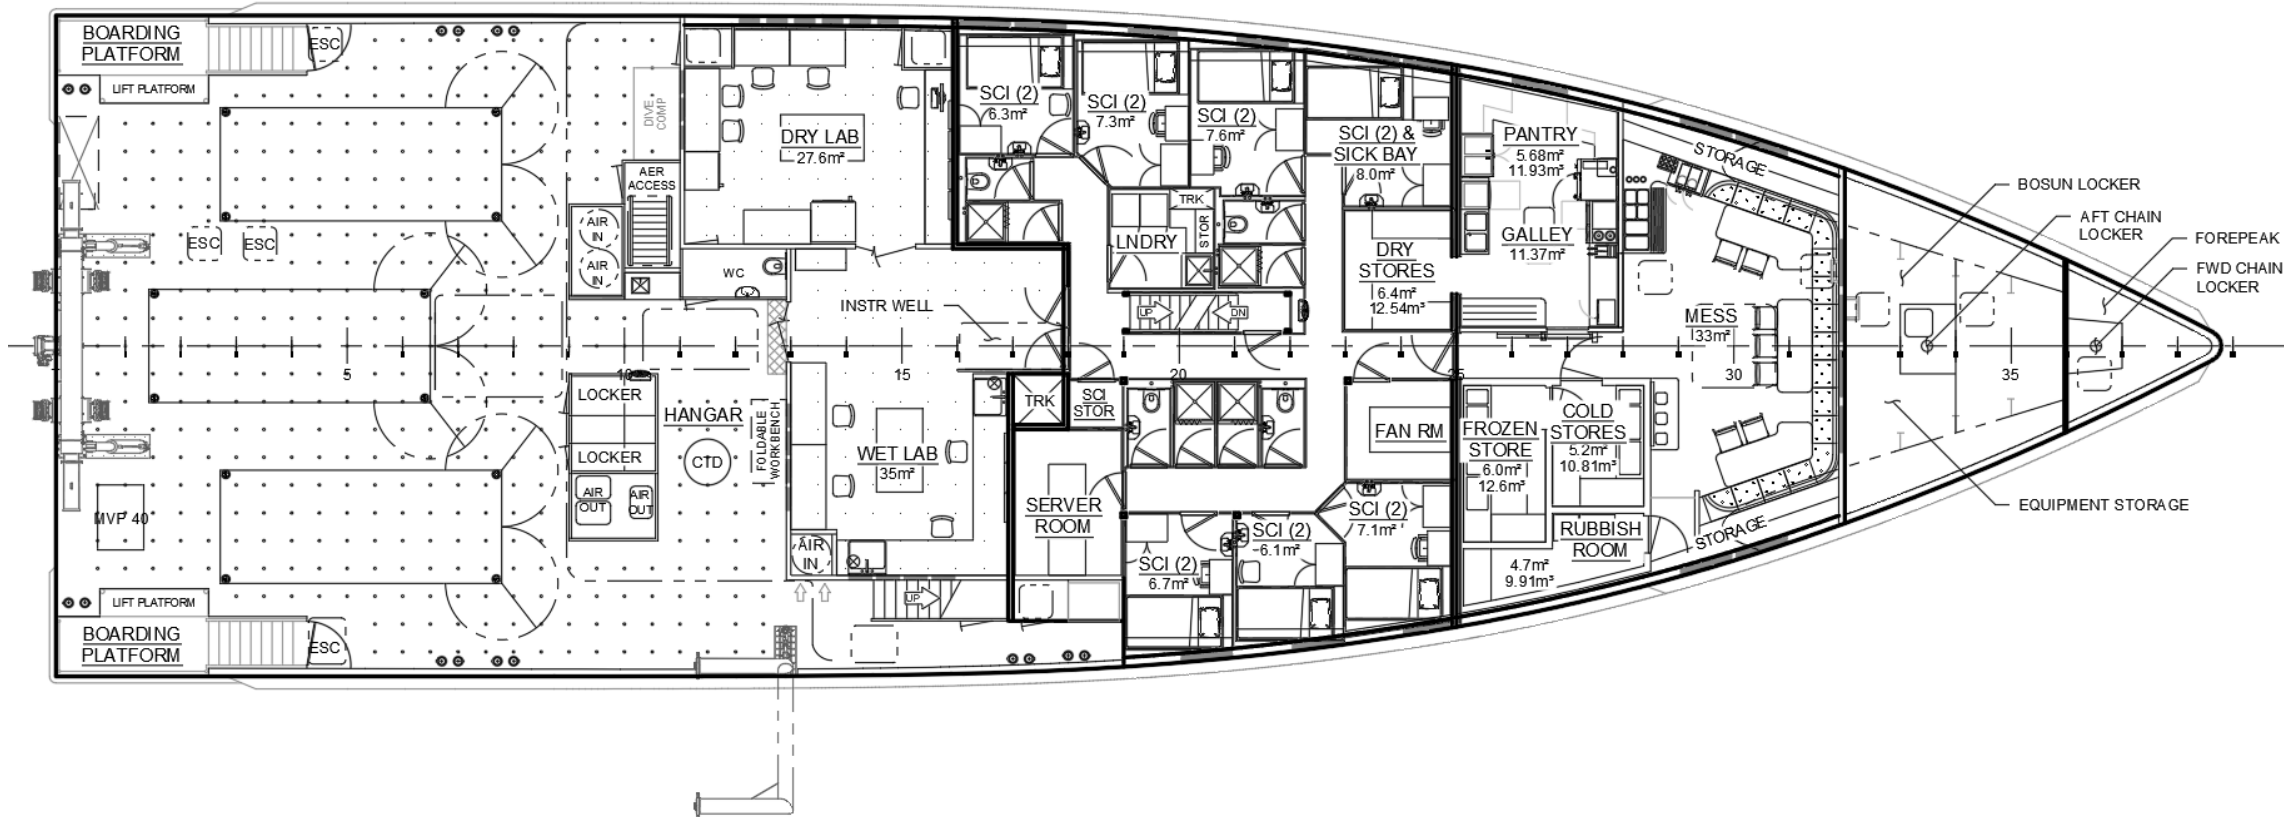 BOARDING
PLATFORM
ESC
LIFT PLATFORM
DIVE
COMP
AER
ACCESS
AIR
IN
AIR
IN
ESC
ESC
DRY LAB
27.6m²
WC
INSTR WELL
SCI (2)
6.3m²
SCI (2)
7.3m²
SCI (2)
7.6m²
SCI (2) &
SICK BAY
8.0m²
TRK
STOR
LNDRY
UP
DN
DRY
STORES
6.4m²
12.54m³
PANTRY
5.68m²
11.93m³
GALLEY
11.37m²
STORAGE
MESS
33m²
BOSUN LOCKER
AFT CHAIN
LOCKER
FOREPEAK
FWD CHAIN
LOCKER
5
10
15
20
25
30
35
LOCKER
LOCKER
HANGAR
CTD
FOLDABLE
WORKBENCH
AIR
OUT
AIR
OUT
MVP 40
WET LAB
35m²
AIR
IN
UP
TRK
SCI
STOR
SERVER
ROOM
SCI (2)
6.7m²
SCI (2)
6.1m²
SCI (2)
7.1m²
FAN RM
FROZEN
STORE
6.0m²
12.6m³
COLD
STORES
5.2m²
10.81m³
RUBBISH
ROOM
4.7m²
9.91m³
STORAGE
EQUIPMENT STORAGE
LIFT PLATFORM
BOARDING
PLATFORM
ESC